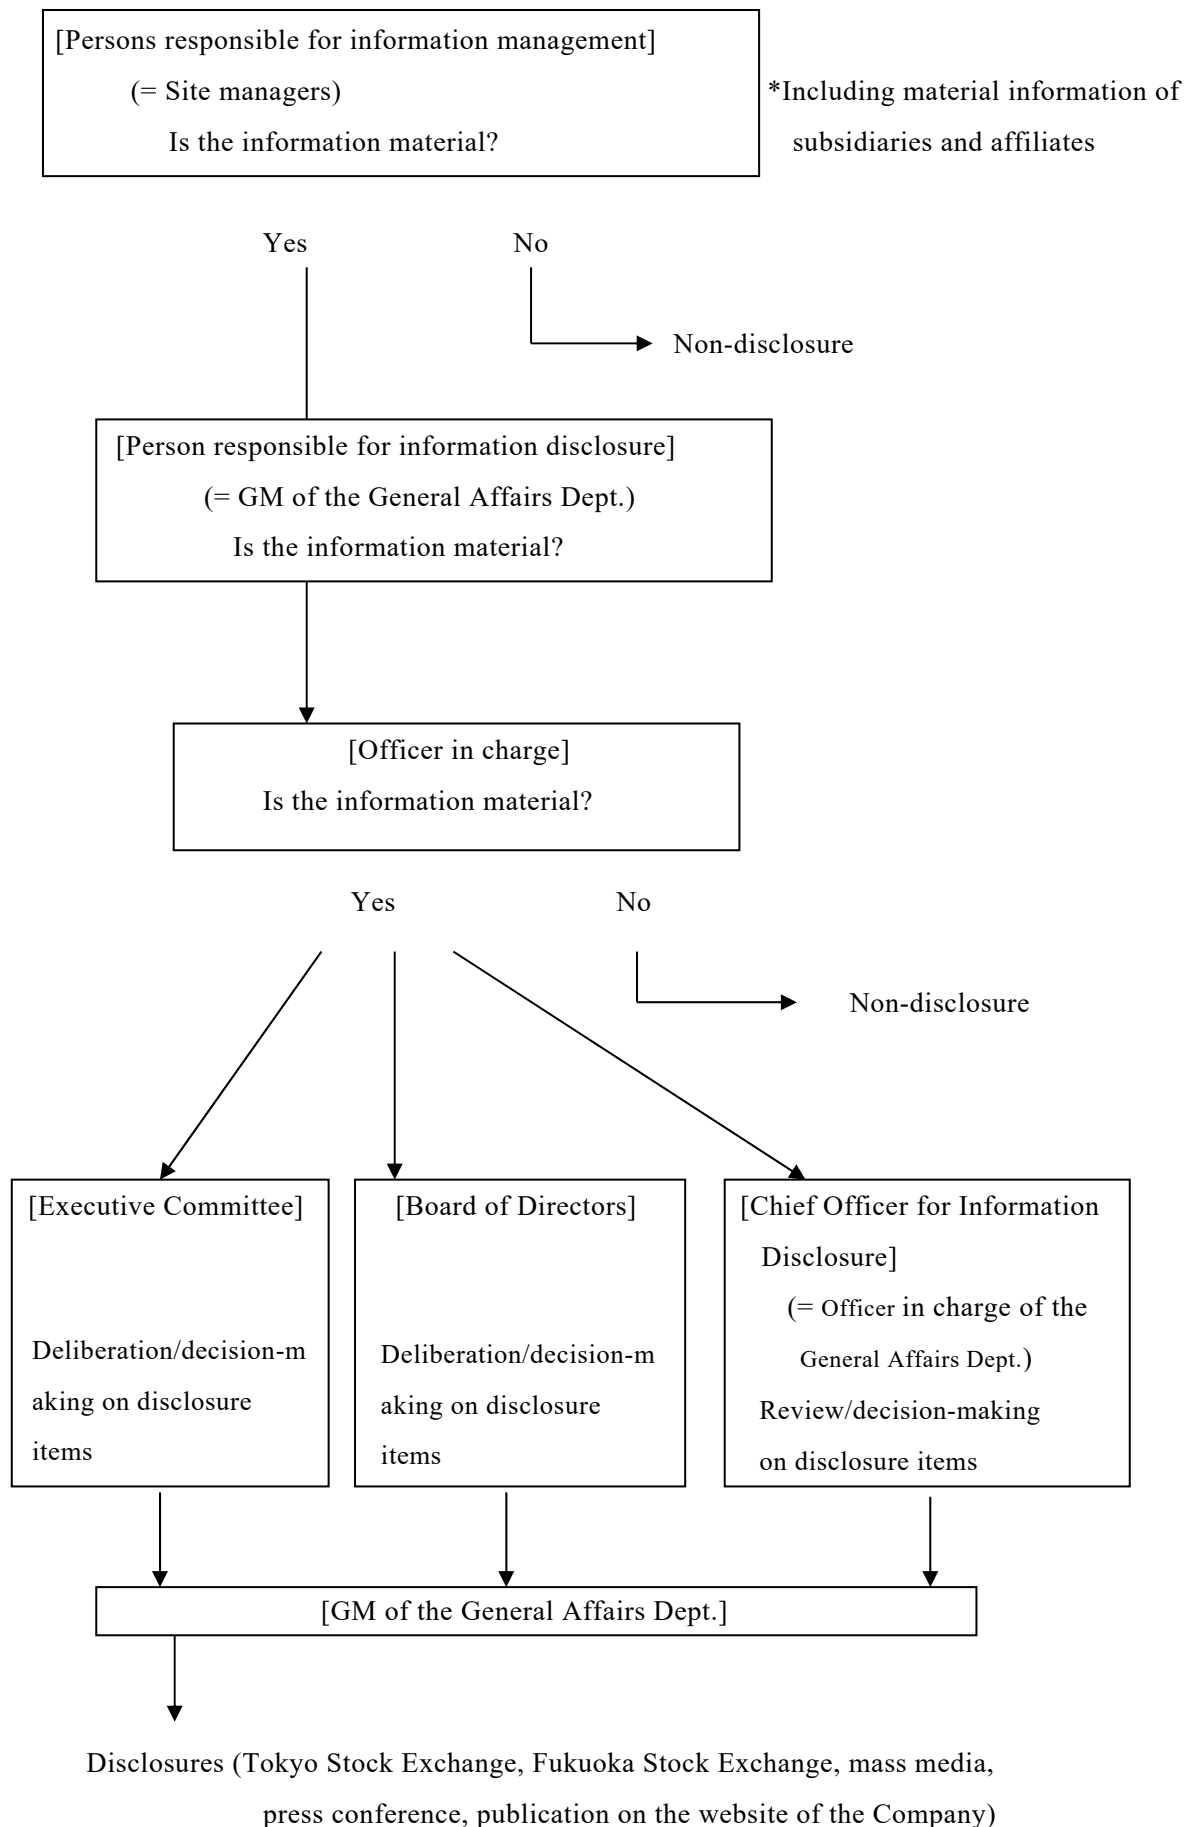 [Persons responsible for information management]
(= Site managers)
Is the information material?
*Including material information of
subsidiaries and affiliates
Yes
No
Non-disclosure
[Person responsible for information disclosure]
(= GM of the General Affairs Dept.)
Is the information material?
[Officer in charge]
Is the information material?
Yes
No
Non-disclosure
[Executive Committee]
Deliberation/decision-m
aking on disclosure
items
[Board of Directors]
Deliberation/decision-m
aking on disclosure
items
[Chief Officer for Information
Disclosure]
(= Officer in charge of the
General Affairs Dept.)
Review/decision-making
on disclosure items
[GM of the General Affairs Dept.]
Disclosures (Tokyo Stock Exchange, Fukuoka Stock Exchange, mass media,
press conference, publication on the website of the Company)